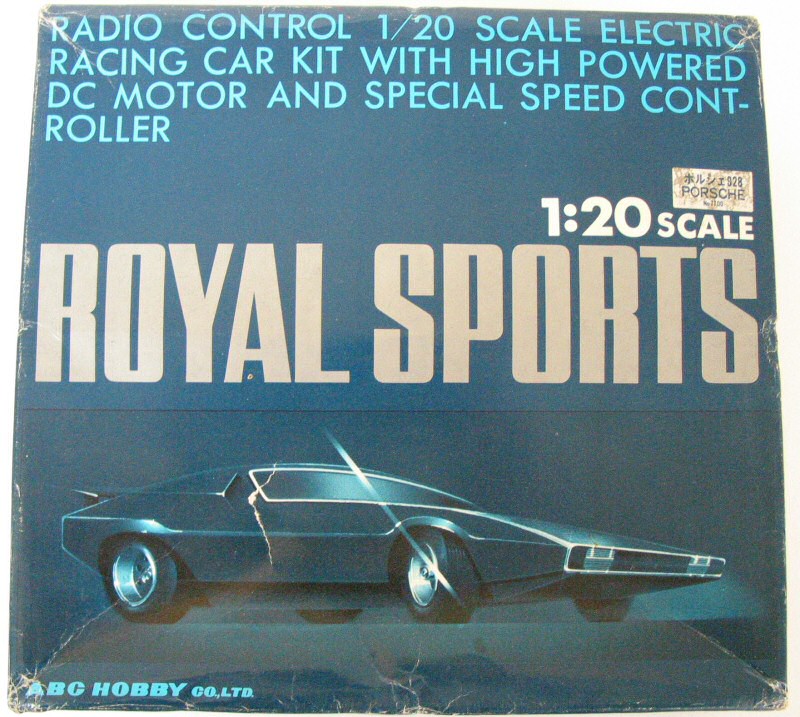 RADIO CONTROL 1/20 SCALE ELECTRIC
RACING CAR KIT WITH HIGH POWERED
DC MOTOR AND SPECIAL SPEED CONT-
ROLLER
ポルシェ928
PORSCHE
1:20 SCALE
ROYAL SPORTS
ABC HOBBY CO.,LTD.